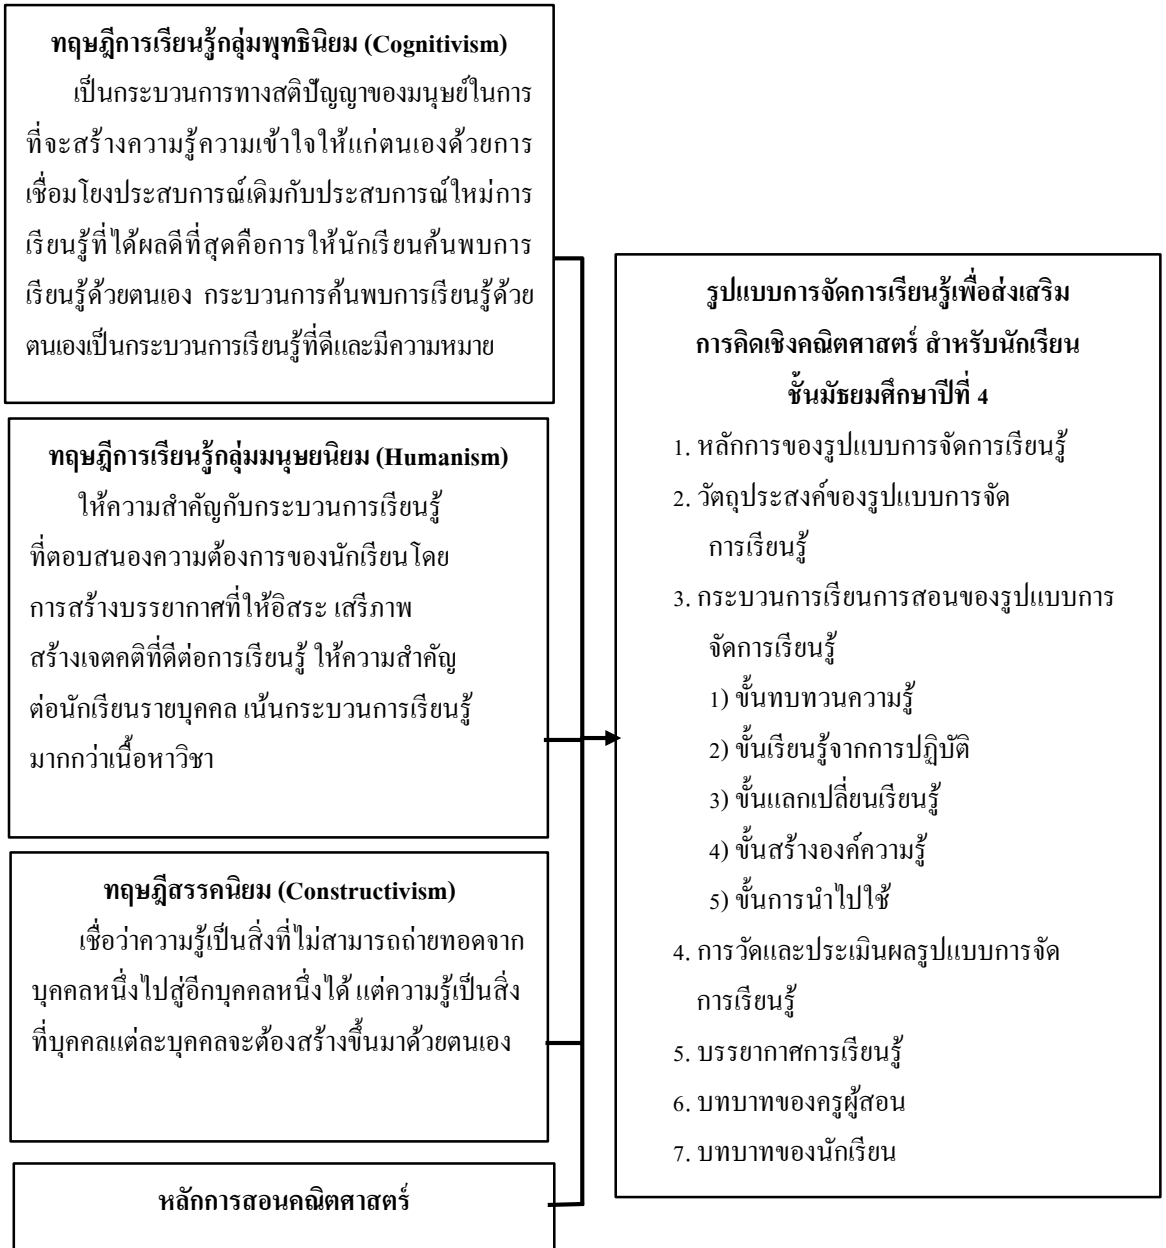 ทฤษฎีการเรียนรู้กลุ่มพุทธินิยม (Cognitivism)
เป็นกระบวนการทางสติปัญญาของมนุษย์ในการ
ที่จะสร้างความรู้ความเข้าใจให้แก่ตนเองด้วยการ
เชื่อมโยงประสบการณ์เดิมกับประสบการณ์ใหม่การ
เรียนรู้ที่ได้ผลดีที่สุดคือการให้นักเรียนค้นพบการ
เรียนรู้ด้วยตนเอง กระบวนการค้นพบการเรียนรู้ด้วย
ตนเองเป็นกระบวนการเรียนรู้ที่ดีและมีความหมาย
ทฤษฎีการเรียนรู้กลุ่มมนุษยนิยม (Humanism)
ให้ความสำคัญกับกระบวนการเรียนรู้
ที่ตอบสนองความต้องการของนักเรียนโดย
การสร้างบรรยากาศที่ให้อิสระ เสรีภาพ
สร้างเจตคติที่ดีต่อการเรียนรู้ ให้ความสำคัญ
ต่อนักเรียนรายบุคคล เน้นกระบวนการเรียนรู้
มากกว่าเนื้อหาวิชา
ทฤษฎีสรรคนิยม (Constructivism)
เชื่อว่าความรู้เป็นสิ่งที่ไม่สามารถถ่ายทอดจาก
บุคคลหนึ่งไปสู่อีกบุคคลหนึ่งได้ แต่ความรู้เป็นสิ่ง
ที่บุคคลแต่ละบุคคลจะต้องสร้างขึ้นมาด้วยตนเอง
หลักการสอนคณิตศาสตร์
รูปแบบการจัดการเรียนรู้เพื่อส่งเสริม
การคิดเชิงคณิตศาสตร์ สำหรับนักเรียน
ชั้นมัธยมศึกษาปีที่ 4
1. หลักการของรูปแบบการจัดการเรียนรู้
2. วัตถุประสงค์ของรูปแบบการจัด
การเรียนรู้
3. กระบวนการเรียนการสอนของรูปแบบการ
จัดการเรียนรู้
1) ขั้นทบทวนความรู้
2) ขั้นเรียนรู้จากการปฏิบัติ
3) ขั้นแลกเปลี่ยนเรียนรู้
4) ขั้นสร้างองค์ความรู้
5) ขั้นการนำไปใช้
4. การวัดและประเมินผลรูปแบบการจัด
การเรียนรู้
5. บรรยากาศการเรียนรู้
6. บทบาทของครูผู้สอน
7. บทบาทของนักเรียน